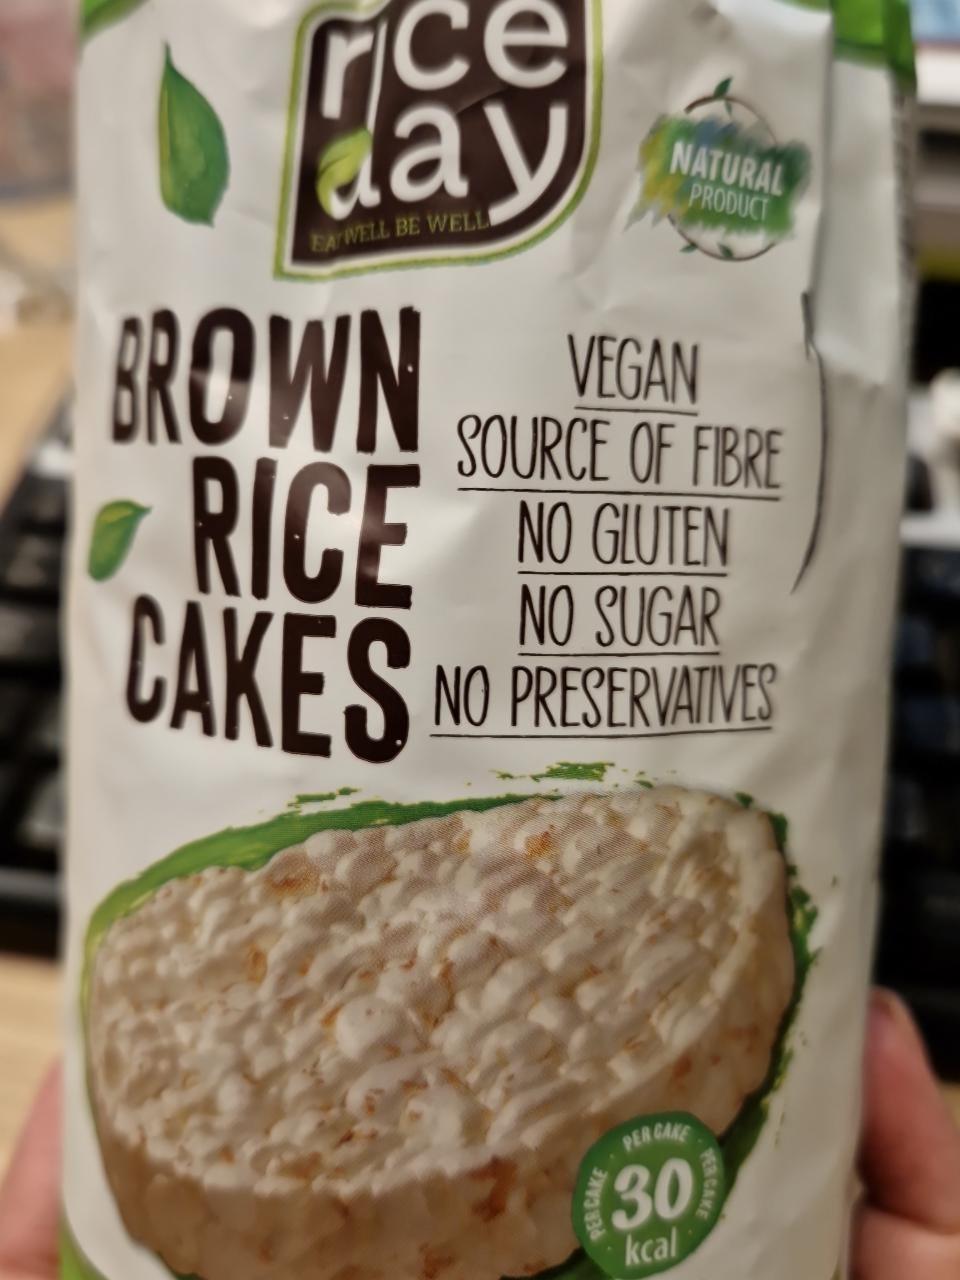 rice
day
EAT WELL BE WELL
NATURAL
PRODUCT
BROWN
RICE
CAKES
VEGAN
SOURCE OF FIBRE
NO GLUTEN
NO SUGAR
NO PRESERVATIVES
PER CAKE
PER CAKE
PER CAKE
30
kcal